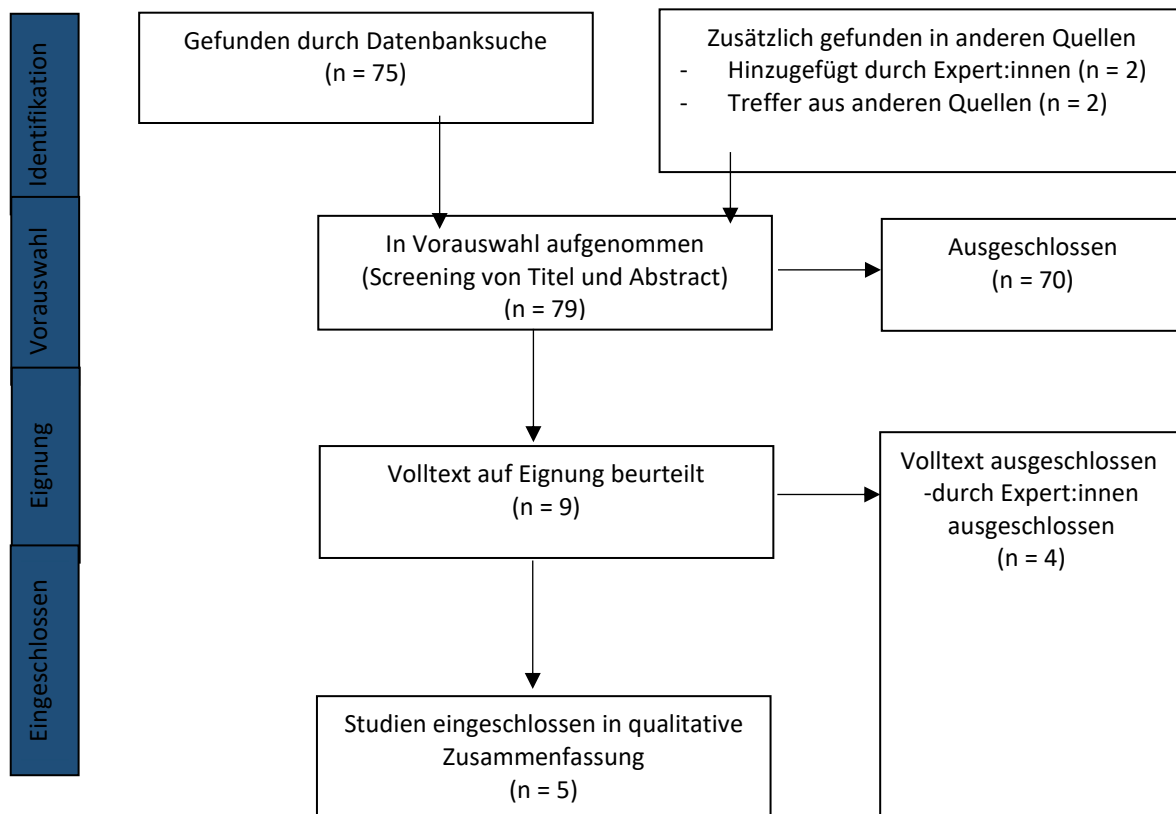 Identifikation
Gefunden durch Datenbanksuche
(n = 75)
Zusätzlich gefunden in anderen Quellen
- Hinzugefügt durch Expert:innen (n = 2)
- Treffer aus anderen Quellen (n = 2)
Vorauswahl
In Vorauswahl aufgenommen
(Screening von Titel und Abstract)
(n = 79)
Ausgeschlossen
(n = 70)
Eignung
Volltext auf Eignung beurteilt
(n = 9)
Volltext ausgeschlossen
-durch Expert:innen
ausgeschlossen
(n = 4)
Eingeschlossen
Studien eingeschlossen in qualitative
Zusammenfassung
(n = 5)